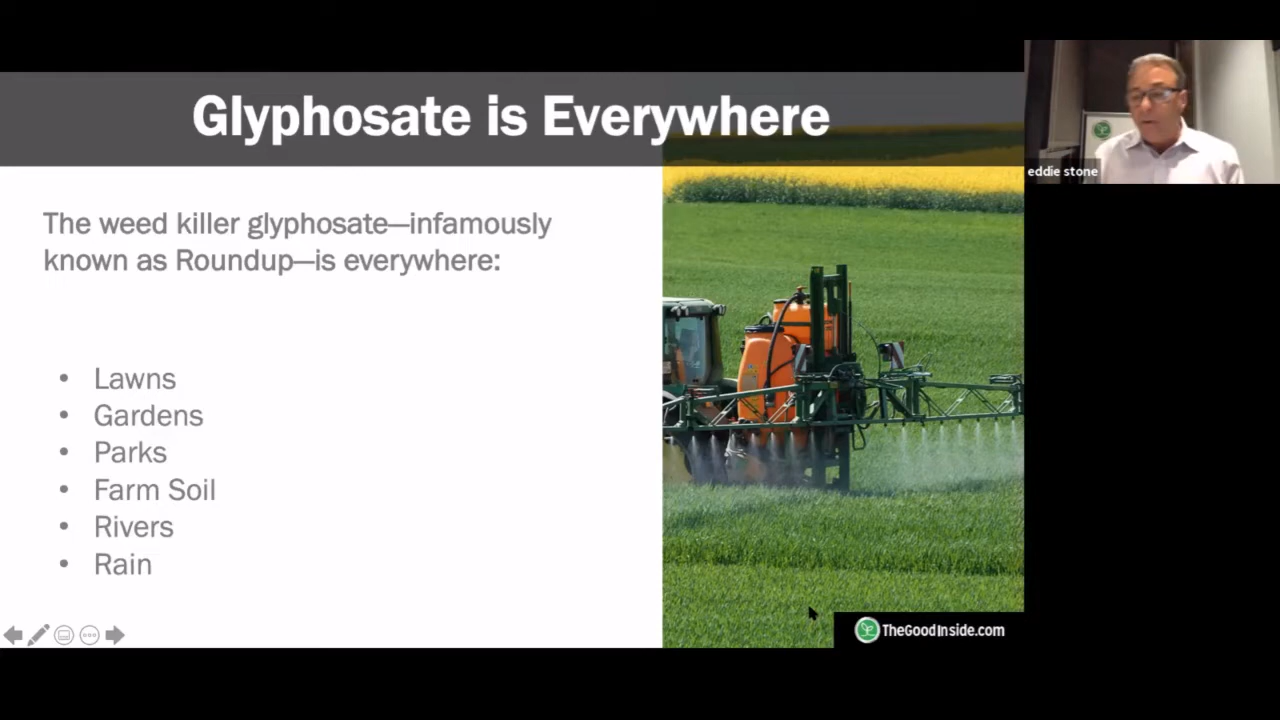 Glyphosate is Everywhere
eddie stone
The weed killer glyphosate—infamously
known as Roundup—is everywhere:
• Lawns
• Gardens
• Parks
• Farm Soil
• Rivers
• Rain
TheGoodInside.com